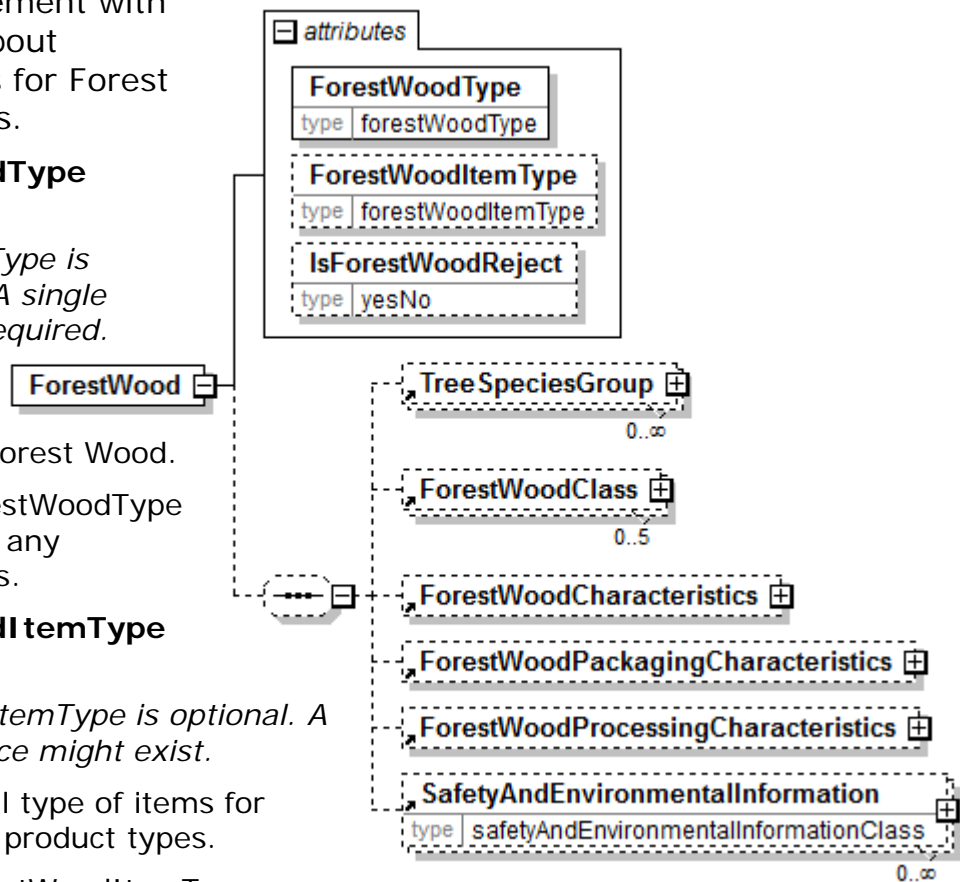 ement with
bout
s for Forest
s.
dType
Type is
A single
equired.
orest Wood.
estWoodType
any
s.
dItemType
temType is optional. A
ce might exist.
l type of items for
product types.
attributes
ForestWoodType
type forestWoodType
ForestWoodItemType
type forestWoodItemType
IsForestWoodReject
type yesNo
ForestWood
TreeSpeciesGroup
0..∞
ForestWoodClass
0..5
ForestWoodCharacteristics
ForestWoodPackagingCharacteristics
ForestWoodProcessingCharacteristics
SafetyAndEnvironmentalInformation
type safetyAndEnvironmentalInformationClass
0..∞